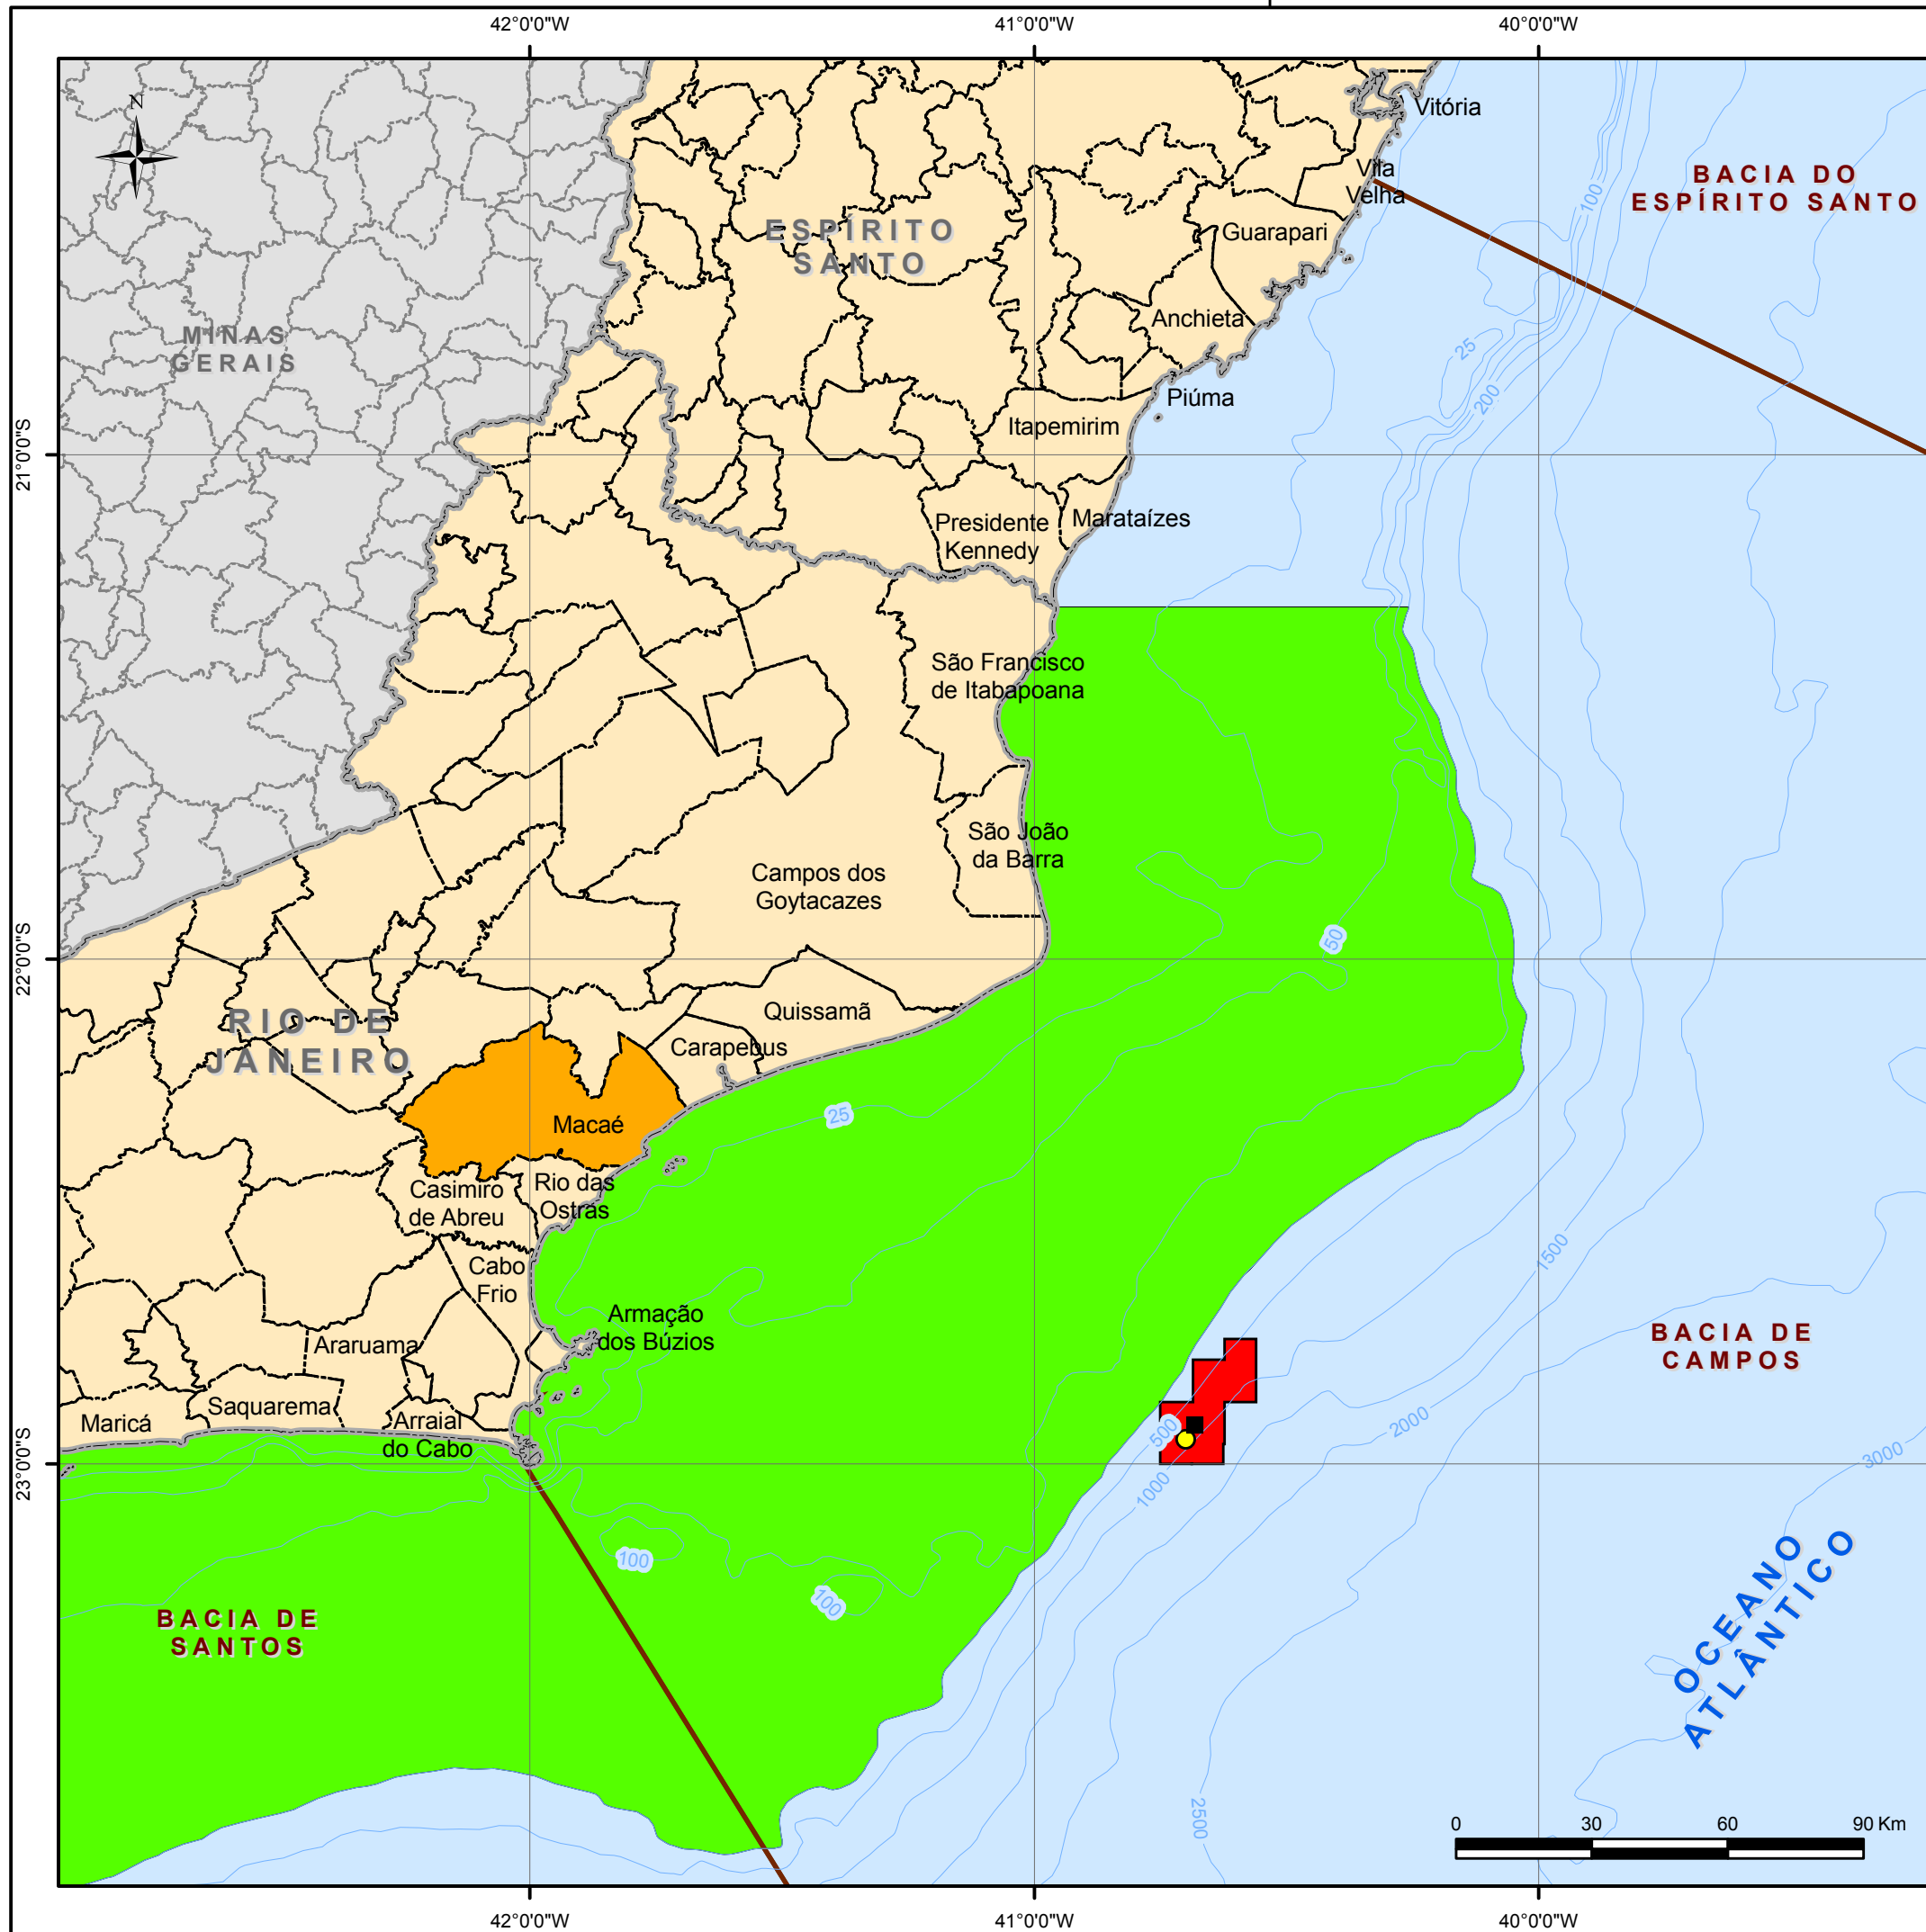 42°0'0"W
41°0'0"W
40°0'0"W
N
Vitória
Vila
Velha
BACIA DO
ESPÍRITO SANTO
100
ESPÍRITO
SANTO
Guarapari
MINAS
GERAIS
Anchieta
25
Piúma
200
Itapemirim
21°0'0"S
Presidente
Kennedy
Marataízes
São Francisco
de Itabapoana
São João
da Barra
Campos dos
Goytacazes
50
22°0'0"S
Quissamã
RIO DE
JANEIRO
Carapebus
25
Macaé
Casimiro
de Abreu
Rio das
Ostras
1500
Cabo
Frio
Armação
dos Búzios
Araruama
BACIA DE
CAMPOS
Saquarema
Maricá
Arraial
do Cabo
500
2000
23°0'0"S
1000
3000
100
100
OCEANO
ATLÂNTICO
BACIA DE
SANTOS
2500
0
30
60
90 Km
42°0'0"W
41°0'0"W
40°0'0"W